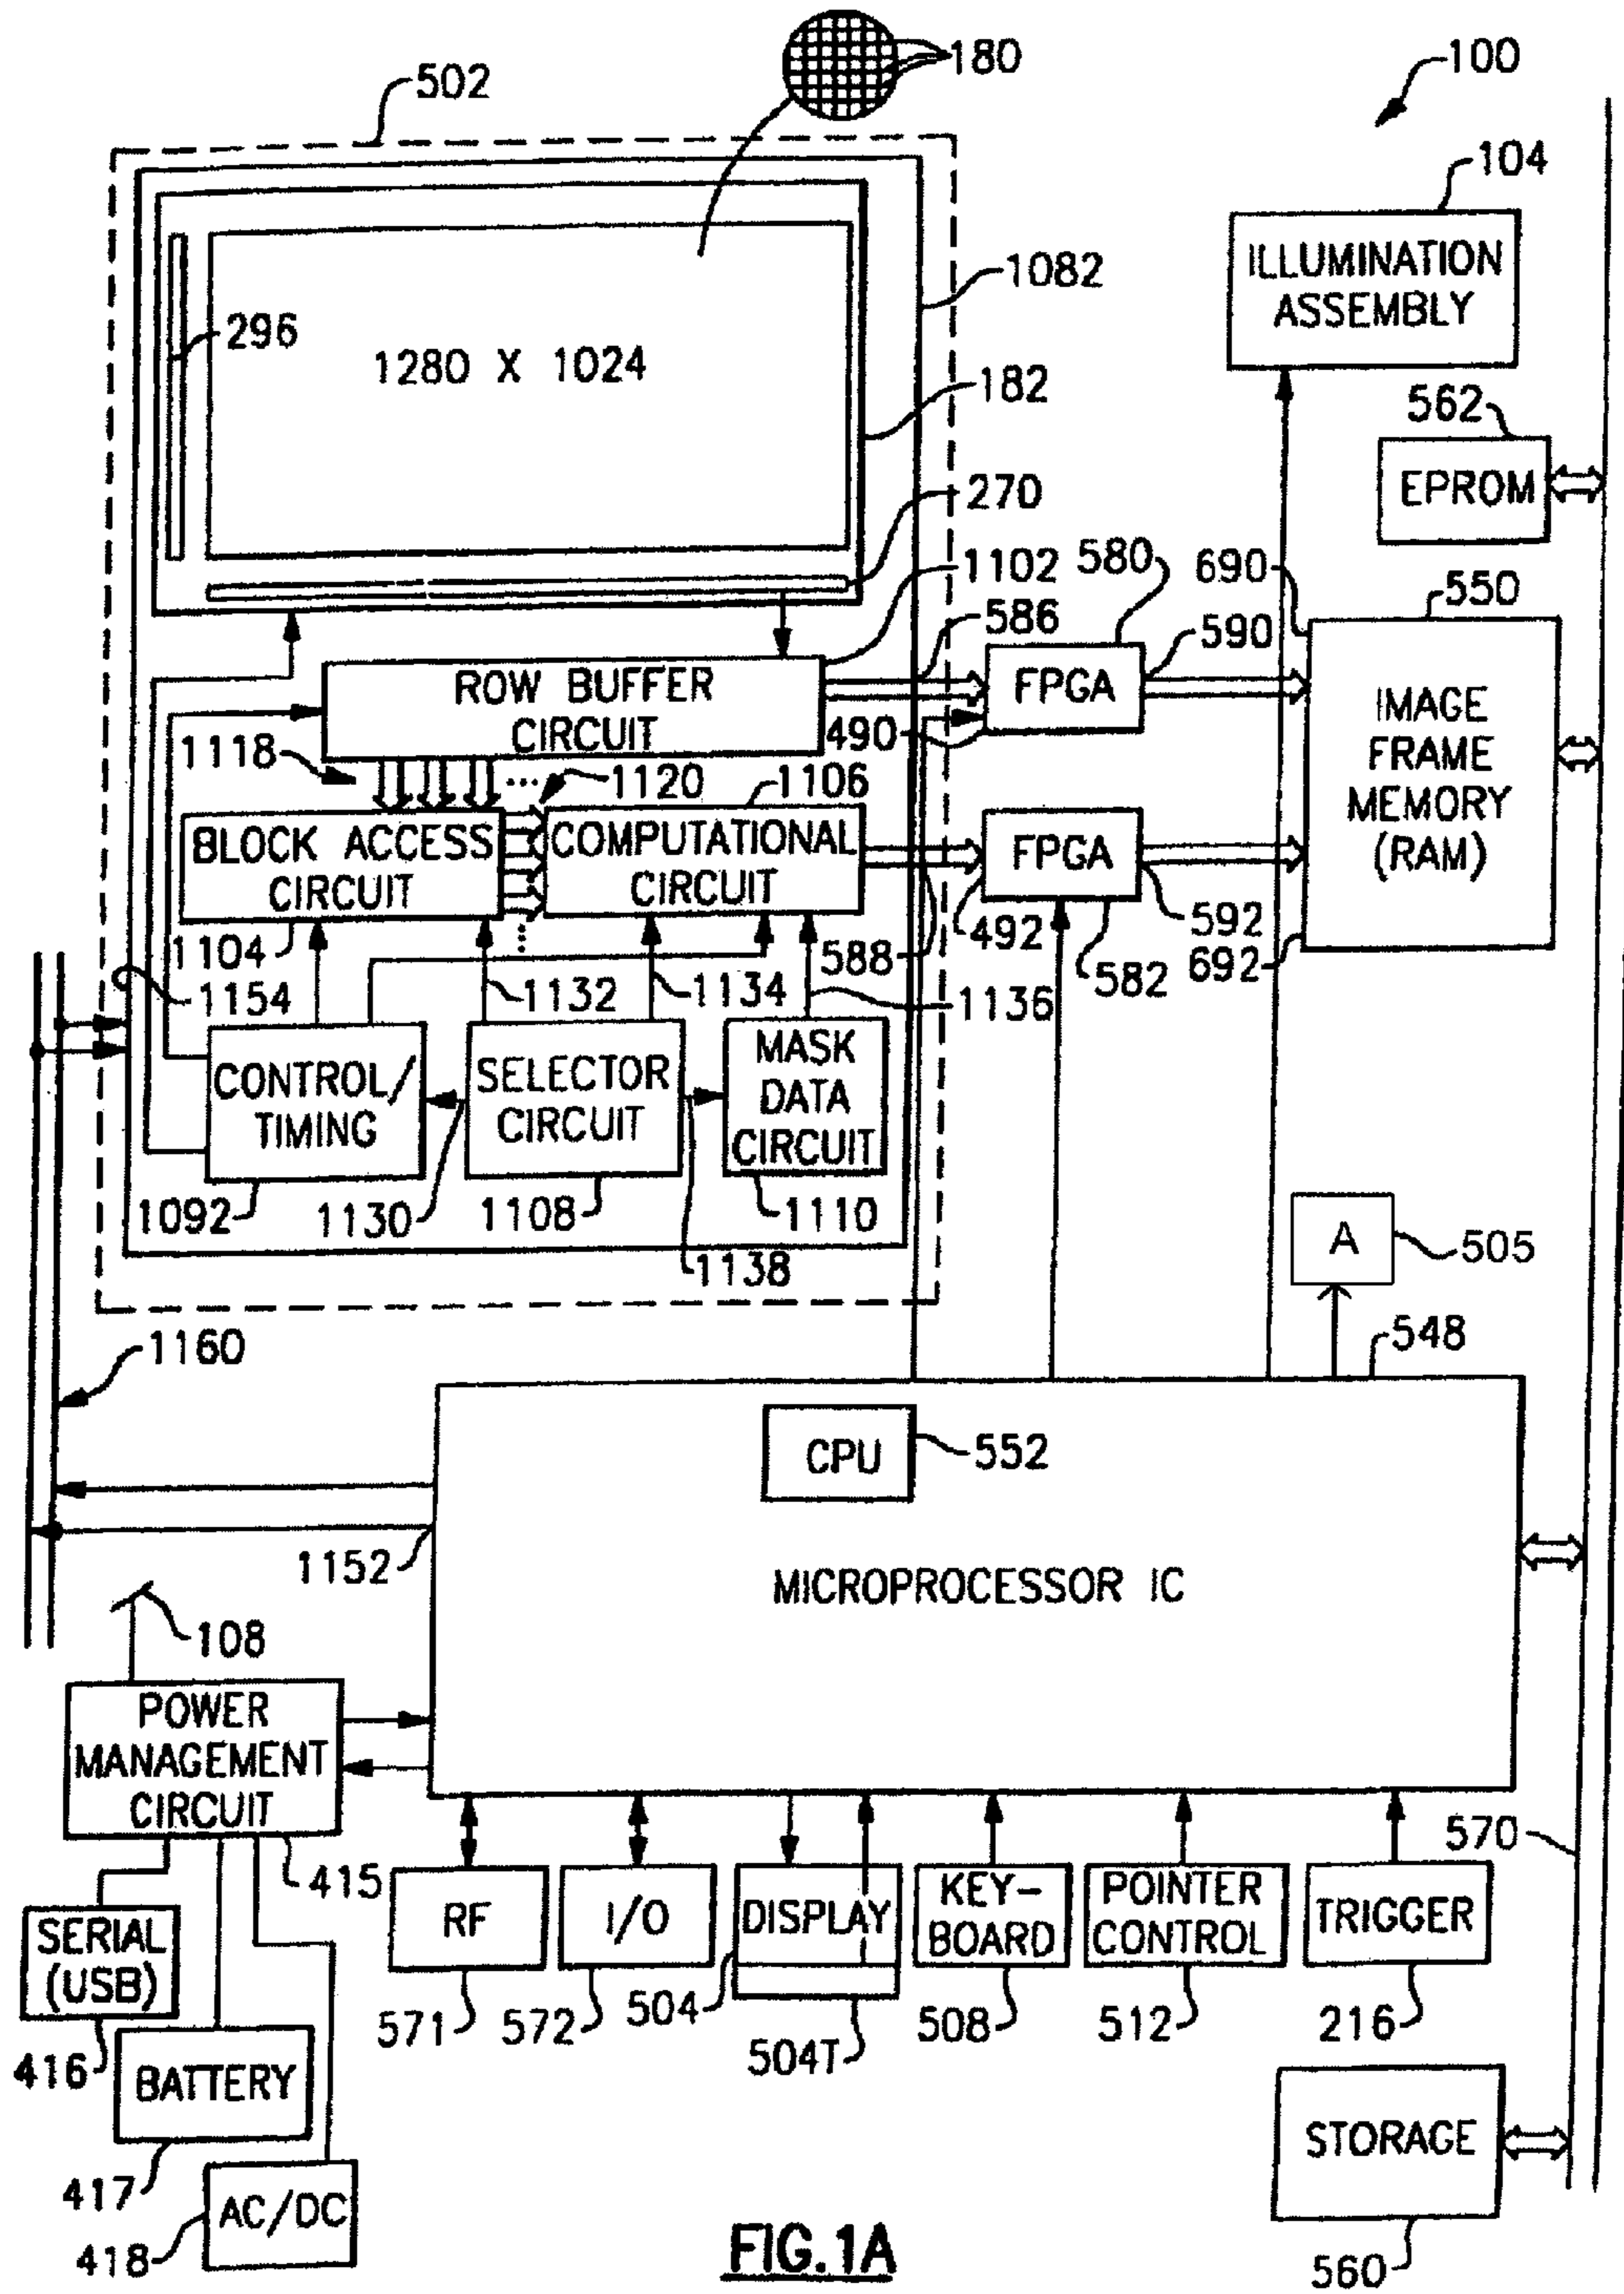 180
100
502
104
ILLUMINATION
ASSEMBLY
1082
296
1280 X 1024
182
562
EPROM
270
1102
580
690
550
586
590
ROW BUFFER
CIRCUIT
FPGA
IMAGE
FRAME
MEMORY
(RAM)
490
1118
1120
1106
BLOCK ACCESS
CIRCUIT
COMPUTATIONAL
CIRCUIT
FPGA
592
492
1104
588
582
692
1154
1132
1134
1136
CONTROL/
TIMING
SELECTOR
CIRCUIT
MASK
DATA
CIRCUIT
1092
1130
1108
1110
A
505
1138
1160
548
CPU
552
1152
MICROPROCESSOR IC
108
POWER
MANAGEMENT
CIRCUIT
570
415
SERIAL
(USB)
RF
I/O
DISPLAY
KEY-
BOARD
POINTER
CONTROL
TRIGGER
571
572
504
504T
508
512
216
416
BATTERY
STORAGE
417
AC/DC
418
FIG.1A
560